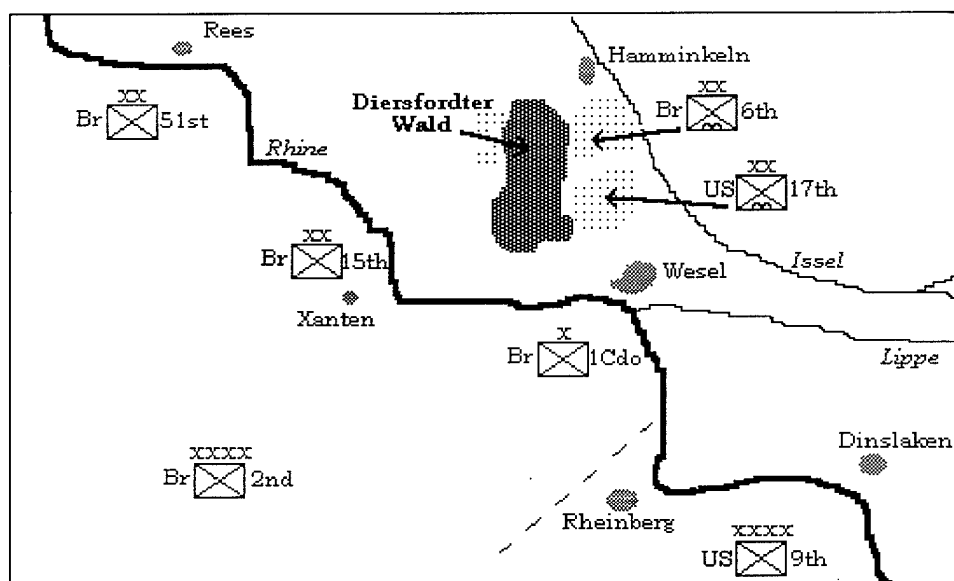 Rees
Hamminkeln
XX
Br 51st
Diersfordter
Wald
XX
Br 6th
Rhine
XX
US 17th
XX
Br 15th
Xanten
Wesel
Issel
X
Br 1Cdo
Lippe
XXXX
Br 2nd
Dinslaken
Rheinberg
XXXX
US 9th